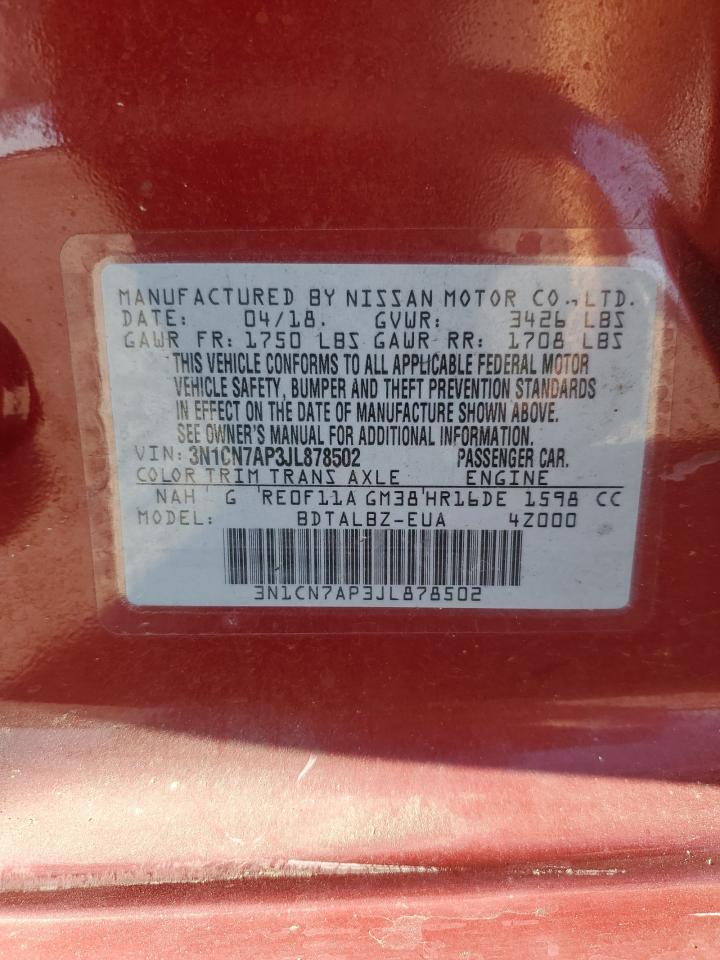 MANUFACTURED BY NISSAN MOTOR CO., LTD.
DATE: 04/18. GVWR: 3426 LBS
GAWR FR: 1750 LBS GAWR RR: 1708 LBS
THIS VEHICLE CONFORMS TO ALL APPLICABLE FEDERAL MOTOR
VEHICLE SAFETY, BUMPER AND THEFT PREVENTION STANDARDS
IN EFFECT ON THE DATE OF MANUFACTURE SHOWN ABOVE.
SEE OWNER'S MANUAL FOR ADDITIONAL INFORMATION.
VIN: 3N1CN7AP3JL878502 PASSENGER CAR.
COLOR TRIM TRANS AXLE ENGINE
NAH G RE0F11A GM38 HR16DE 1598 CC
MODEL: BDTALBZ-EUA 4Z000
3N1CN7AP3JL878502